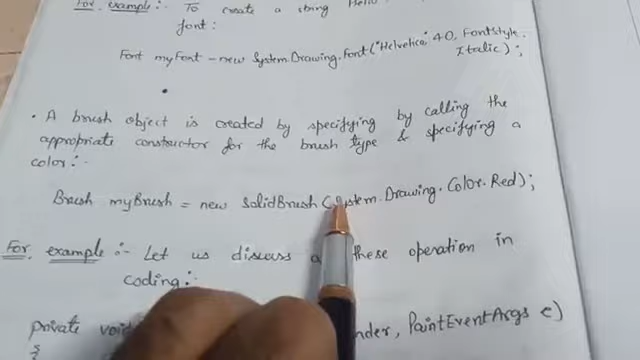 For example:- To create a string Hello
font:
Font myFont = new System.Drawing.Font("Helvetica", 40, FontStyle.
Italic);
• A brush object is created by specifying by calling the
appropriate constructor for the brush type & specifying a
color:-
Brush myBrush = new SolidBrush (System.Drawing.Color.Red);
For example:- Let us discuss these operation in
coding:-
private void PaintEventArgs e)
{